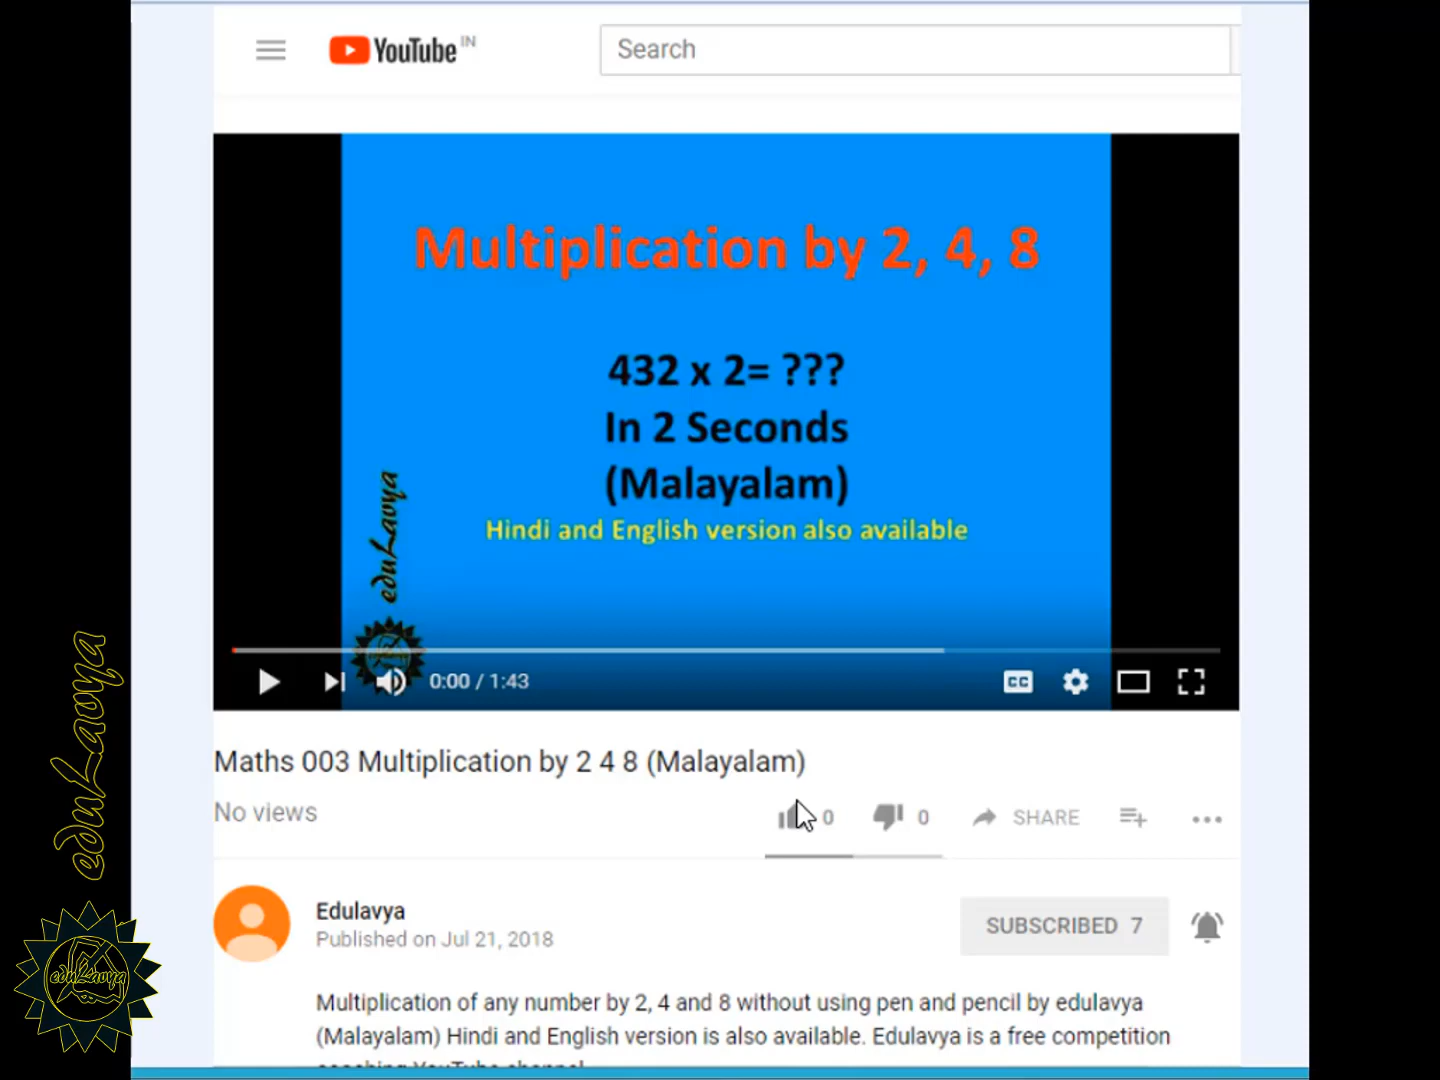 YouTube IN
Search
Multiplication by 2, 4, 8
432 x 2= ???
In 2 Seconds
(Malayalam)
Hindi and English version also available
eduLavya
0:00 / 1:43
CC
Maths 003 Multiplication by 2 4 8 (Malayalam)
No views
0
0
SHARE
Edulavya
Published on Jul 21, 2018
SUBSCRIBED 7
Multiplication of any number by 2, 4 and 8 without using pen and pencil by edulavya
(Malayalam) Hindi and English version is also available. Edulavya is a free competition
coaching YouTube channel
eduLavya
eduLavya